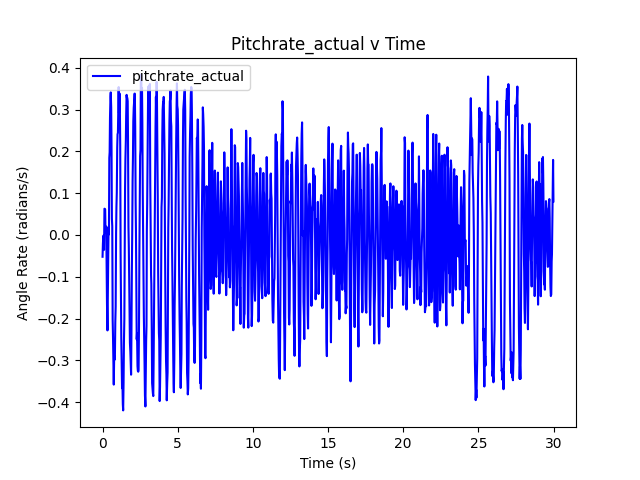 Pitchrate_actual v Time
pitchrate_actual
Angle Rate (radians/s)
0.4
0.3
0.2
0.1
0.0
−0.1
−0.2
−0.3
−0.4
0 5 10 15 20 25 30
Time (s)